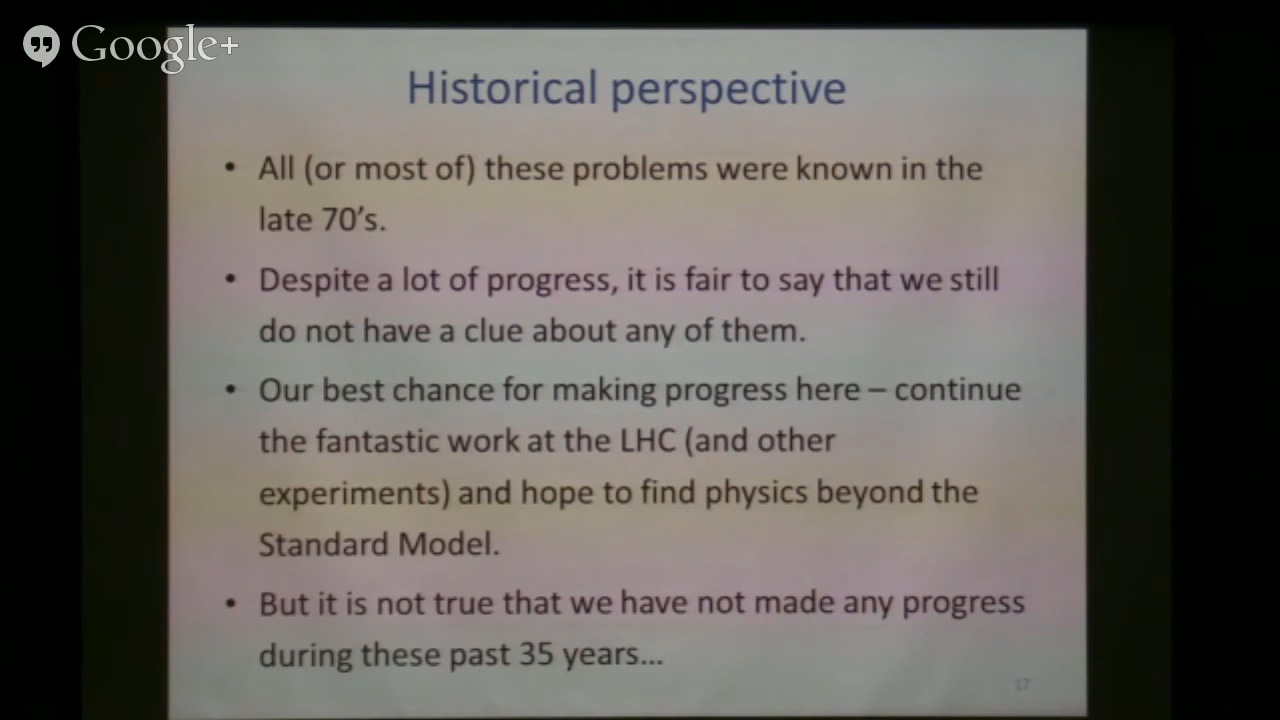 Google+
Historical perspective
• All (or most of) these problems were known in the
late 70's.
• Despite a lot of progress, it is fair to say that we still
do not have a clue about any of them.
• Our best chance for making progress here – continue
the fantastic work at the LHC (and other
experiments) and hope to find physics beyond the
Standard Model.
• But it is not true that we have not made any progress
during these past 35 years...
17